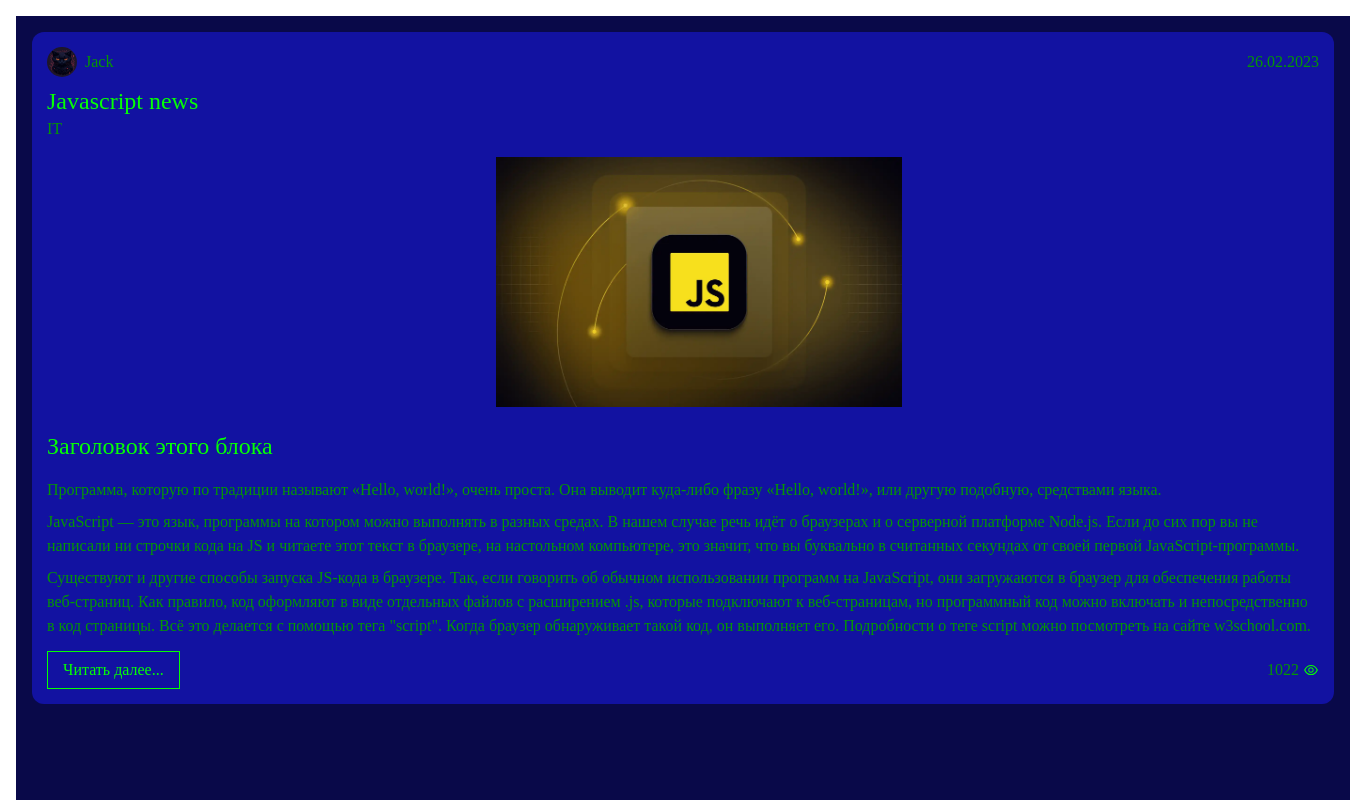 Jack
26.02.2023
Javascript news
IT
JS
Заголовок этого блока
Программа, которую по традиции называют «Hello, world!», очень проста. Она выводит куда-либо фразу «Hello, world!», или другую подобную, средствами языка.
JavaScript — это язык, программы на котором можно выполнять в разных средах. В нашем случае речь идёт о браузерах и о серверной платформе Node.js. Если до сих пор вы не
написали ни строчки кода на JS и читаете этот текст в браузере, на настольном компьютере, это значит, что вы буквально в считанных секундах от своей первой JavaScript-программы.
Существуют и другие способы запуска JS-кода в браузере. Так, если говорить об обычном использовании программ на JavaScript, они загружаются в браузер для обеспечения работы
веб-страниц. Как правило, код оформляют в виде отдельных файлов с расширением .js, которые подключают к веб-страницам, но программный код можно включать и непосредственно
в код страницы. Всё это делается с помощью тега "script". Когда браузер обнаруживает такой код, он выполняет его. Подробности о теге script можно посмотреть на сайте w3school.com.
Читать далее...
1022